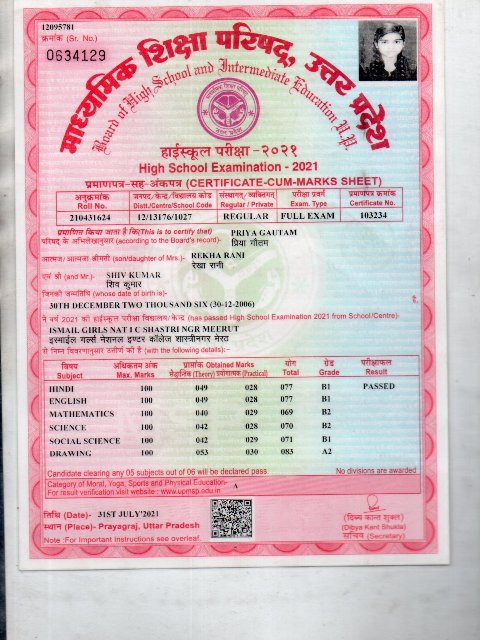 12095781
क्रमांक (Sr. No.)
0634129
माध्यमिक शिक्षा परिषद्, उत्तर प्रदेश
Board of High School and Intermediate Education U.P.
हाईस्कूल परीक्षा -२०२१
High School Examination - 2021
प्रमाणपत्र-सह-अंकपत्र (CERTIFICATE-CUM-MARKS SHEET)
अनुक्रमांक जनपद/केन्द्र/विद्यालय कोड संस्थागत/ व्यक्तिगत परीक्षा प्रवर्ग प्रमाणपत्र क्रमांक
Roll No. Distt./Centre/School Code Regular / Private Exam. Type Certificate No.
210431624 12/13176/1027 REGULAR FULL EXAM 103234
प्रमाणित किया जाता है कि(This is to certify that) PRIYA GAUTAM
परिषद के अभिलेखानुसार (according to the Board's record)- प्रिया गौतम
आत्मज/ आत्मजा श्रीमती (son/daughter of Mrs.)- REKHA RANI
रेखा रानी
एवं श्री (and Mr.)- SHIV KUMAR
शिव कुमार
जिनकी जन्मतिथि (whose date of birth is)-
30TH DECEMBER TWO THOUSAND SIX (30-12-2006) है,
ने वर्ष 2021 की हाईस्कूल परीक्षा विद्यालय/ केन्द्र (has passed High School Examination 2021 from School/Centre)-
ISMAIL GIRLS NAT I C SHASTRI NGR MEERUT
इस्माईल गर्ल्स नेशनल इण्टर कॉलेज शास्त्रीनगर मेरठ
से निम्न विवरणानुसार उत्तीर्ण की है (with the following details):-
विषय अधिकतम अंक प्राप्तांक Obtained Marks योग ग्रेड परीक्षाफल
Subject Max. Marks सैद्धान्तिक (Theory) प्रयोगात्मक (Practical) Total Grade Result
HINDI 100 049 028 077 B1 PASSED
ENGLISH 100 049 028 077 B1
MATHEMATICS 100 040 029 069 B2
SCIENCE 100 042 028 070 B2
SOCIAL SCIENCE 100 042 029 071 B1
DRAWING 100 053 030 083 A2
Candidate clearing any 05 subjects out of 06 will be declared pass. No divisions are awarded
Category of Moral, Yoga, Sports and Physical Education- A
For result verification visit website : www.upmsp.edu.in
तिथि (Date)- 31ST JULY'2021
स्थान (Place)- Prayagraj, Uttar Pradesh
Note :For Important Instructions see overleaf.
(दिव्य कान्त शुक्ल)
(Dibya Kant Shukla)
सचिव (Secretary)